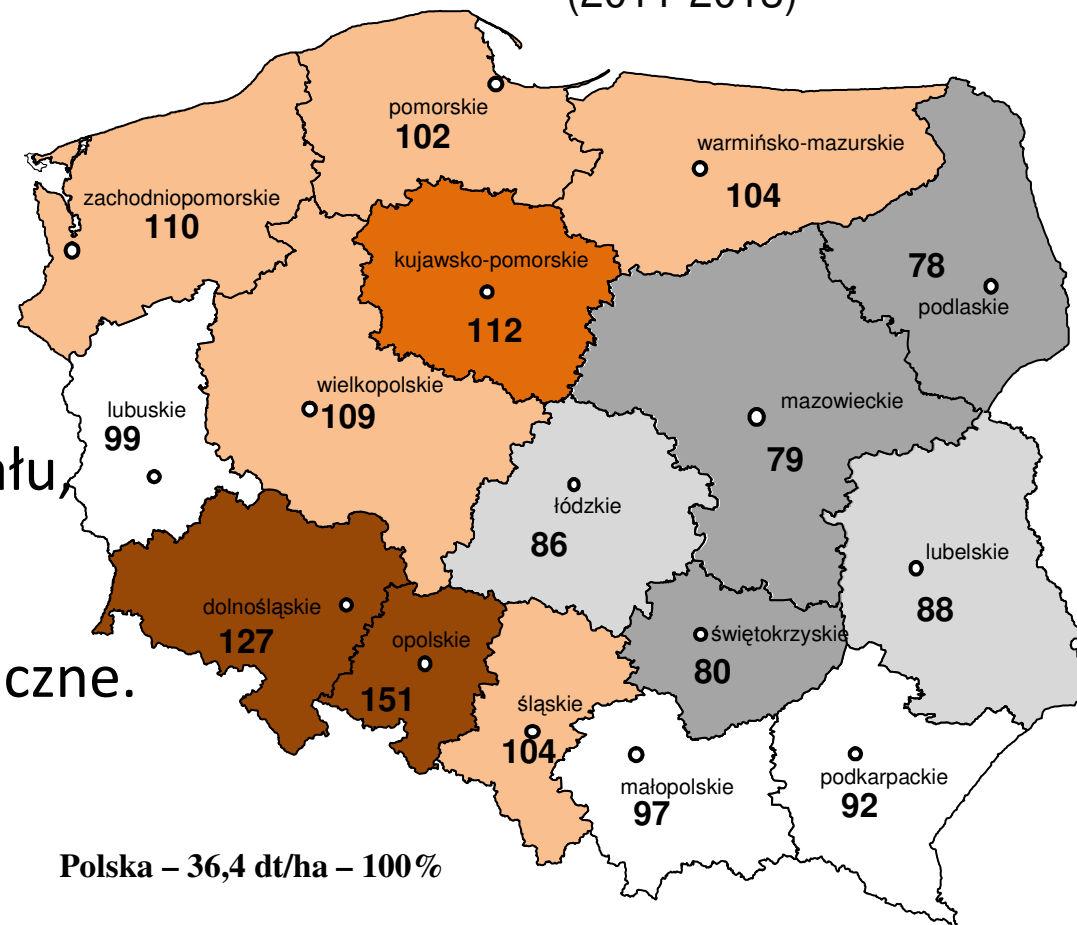 pomorskie
102
warmińsko-mazurskie
104
zachodniopomorskie
110
kujawsko-pomorskie
112
78
podlaskie
wielkopolskie
109
mazowieckie
79
lubuskie
99
łódzkie
86
lubelskie
88
dolnośląskie
127
opolskie
151
świętokrzyskie
80
czne.
śląskie
104
małopolskie
97
podkarpackie
92
Polska – 36,4 dt/ha – 100%